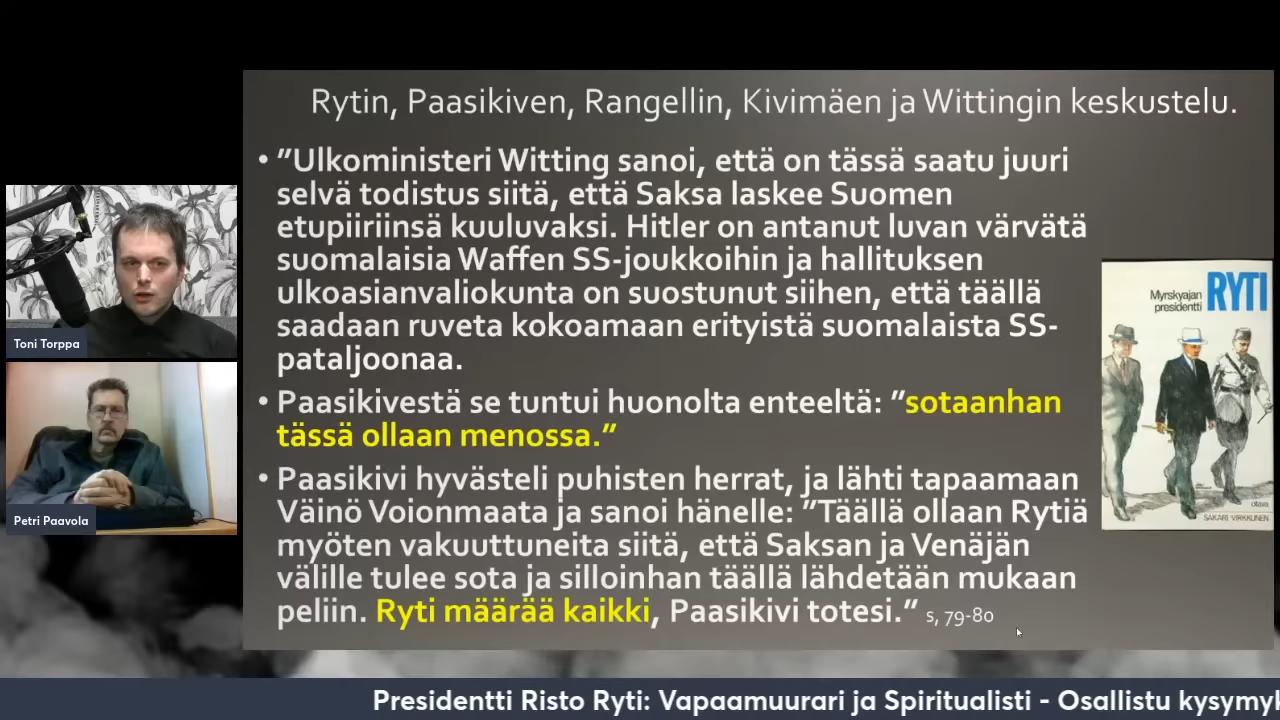 Rytin, Paasikiven, Rangellin, Kivimäen ja Wittingin keskustelu.
• ”Ulkoministeri Witting sanoi, että on tässä saatu juuri
selvä todistus siitä, että Saksa laskee Suomen
etupiiriinsä kuuluvaksi. Hitler on antanut luvan värvätä
suomalaisia Waffen SS-joukkoihin ja hallituksen
ulkoasianvaliokunta on suostunut siihen, että täällä
saadaan ruveta kokoamaan erityistä suomalaista SS-
pataljoonaa.
• Paasikivestä se tuntui huonolta enteeltä: ”sotaanhan
tässä ollaan menossa.”
• Paasikivi hyvästeli puhisten herrat, ja lähti tapaamaan
Väinö Voionmaata ja sanoi hänelle: ”Täällä ollaan Rytiä
myöten vakuuttuneita siitä, että Saksan ja Venäjän
välille tulee sota ja silloinhan täällä lähdetään mukaan
peliin. Ryti määrää kaikki, Paasikivi totesi.” s, 79-80
Myrskyajan
presidentti
RYTI
otava
SAKARI VIRKKUNEN
Toni Torppa
Petri Paavola
Presidentti Risto Ryti: Vapaamuurari ja Spiritualisti - Osallistu kysymyl